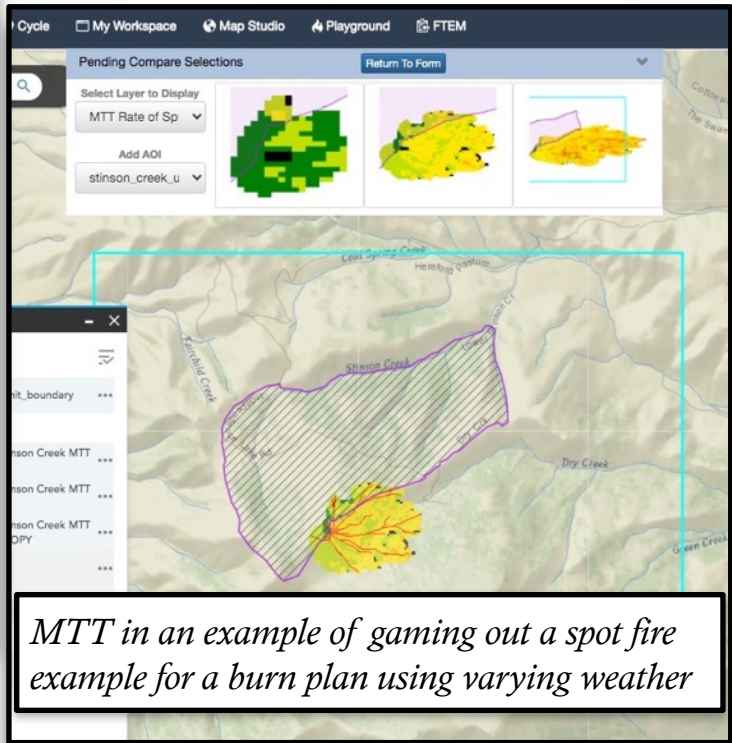 Cycle
My Workspace
Map Studio
Playground
FTEM
Pending Compare Selections
Return To Form
Select Layer to Display
MTT Rate of Sp
Add AOI
stinson_creek_u
Coal Spring Creek
Hereford Pasture
Fairchild Creek
Stinson Creek
Lower
nit_boundary
Dry Crk
Dry Creek
Green Creek
nson Creek MTT
nson Creek MTT
nson Creek MTT
OPY
MTT in an example of gaming out a spot fire
example for a burn plan using varying weather